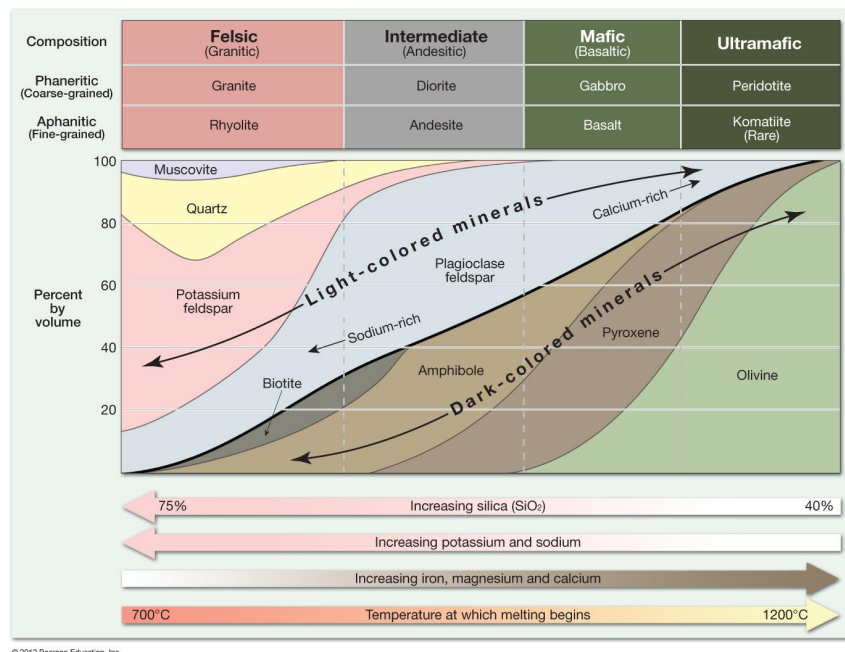 Composition
Felsic
(Granitic)
Intermediate
(Andesitic)
Mafic
(Basaltic)
Ultramafic
Phaneritic
(Coarse-grained)
Granite
Diorite
Gabbro
Peridotite
Aphanitic
(Fine-grained)
Rhyolite
Andesite
Basalt
Komatiite
(Rare)
100
80
60
40
20
Percent
by
volume
Muscovite
Quartz
Potassium
feldspar
Light-colored minerals
Calcium-rich
Plagioclase
feldspar
Sodium-rich
Biotite
Amphibole
Dark-colored minerals
Pyroxene
Olivine
75% Increasing silica (SiO₂) 40%
Increasing potassium and sodium
Increasing iron, magnesium and calcium
700°C Temperature at which melting begins 1200°C